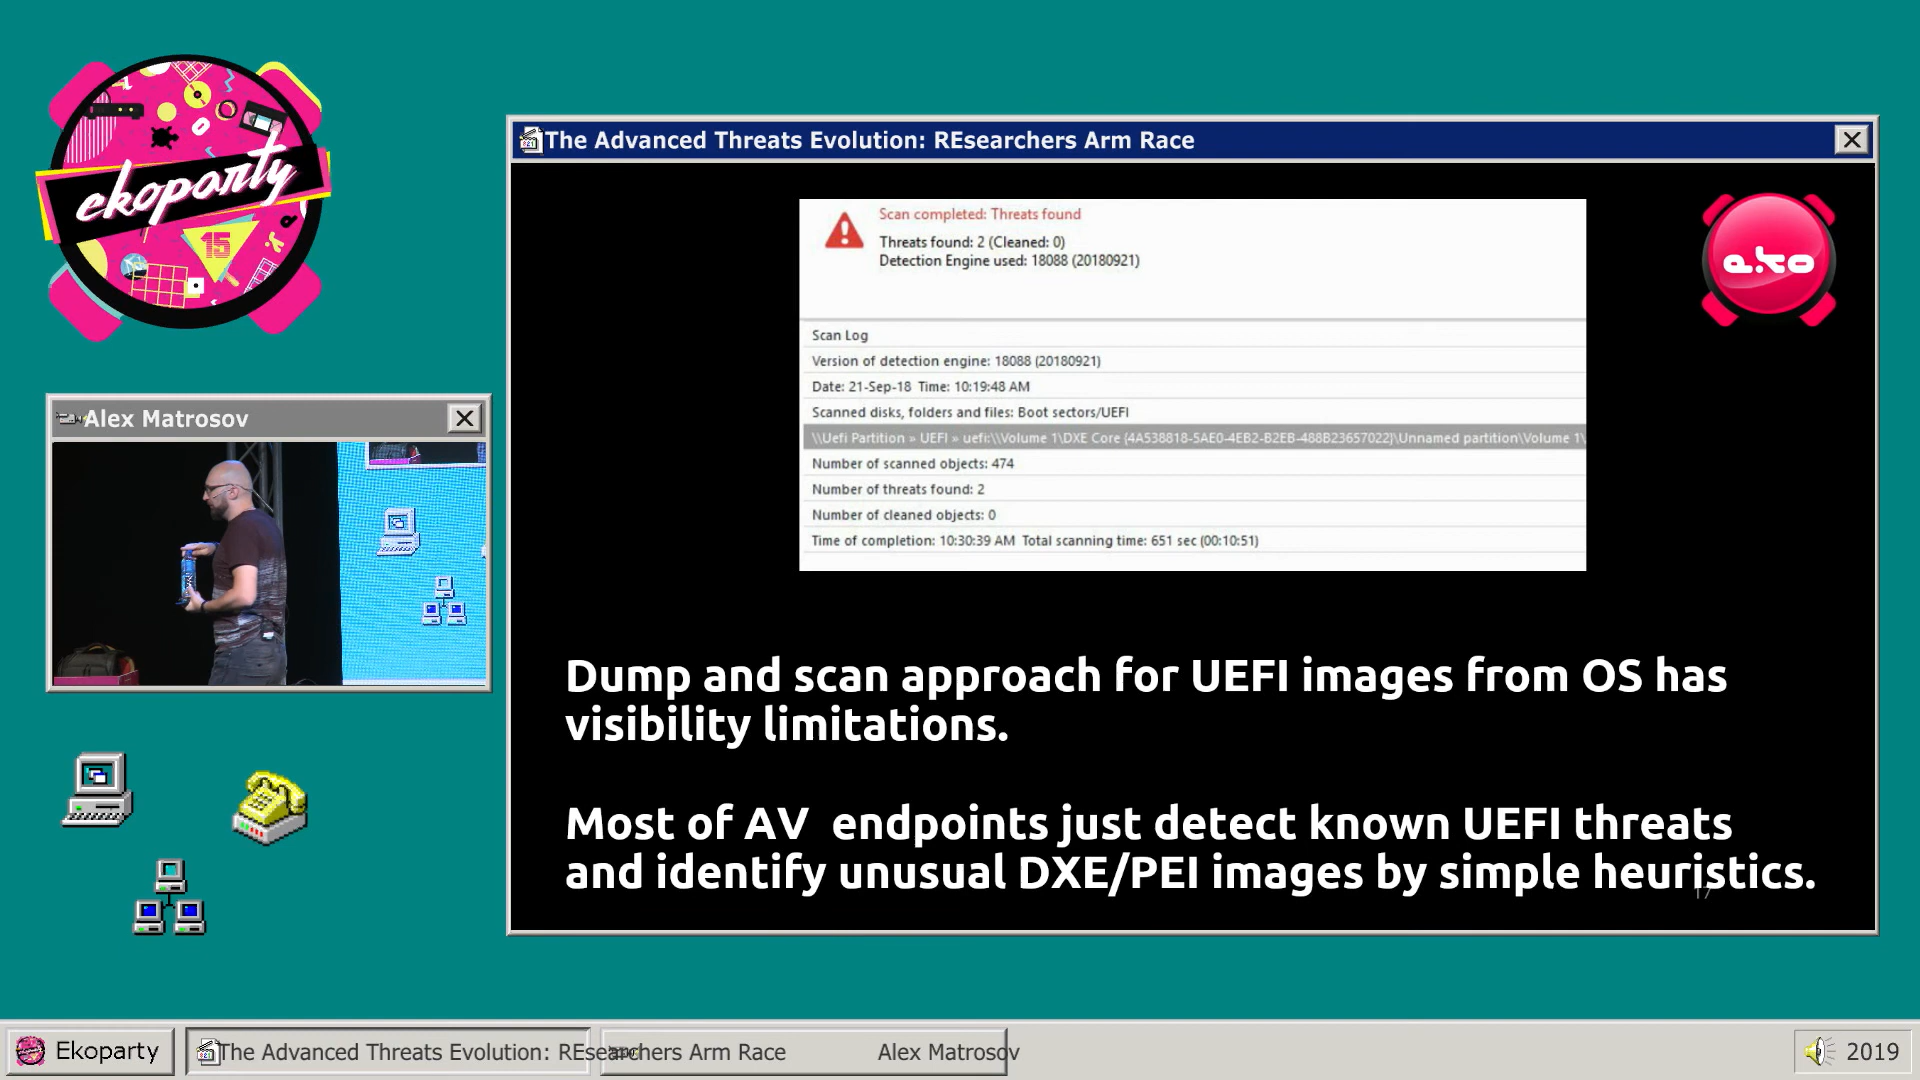 ekoparty
15
The Advanced Threats Evolution: REsearchers Arm Race
Scan completed: Threats found
Threats found: 2 (Cleaned: 0)
Detection Engine used: 18088 (20180921)
eko
Scan Log
Version of detection engine: 18088 (20180921)
Date: 21-Sep-18 Time: 10:19:48 AM
Scanned disks, folders and files: Boot sectors/UEFI
\\Uefi Partition » UEFI » uefi:\\Volume 1\DXE Core {4A538818-5AE0-4EB2-B2EB-488B23657022}\Unnamed partition\Volume 1\
Number of scanned objects: 474
Number of threats found: 2
Number of cleaned objects: 0
Time of completion: 10:30:39 AM Total scanning time: 651 sec (00:10:51)
Alex Matrosov
Dump and scan approach for UEFI images from OS has
visibility limitations.
Most of AV endpoints just detect known UEFI threats
and identify unusual DXE/PEI images by simple heuristics.
17
Ekoparty
The Advanced Threats Evolution: REsearchers Arm Race
Alex Matrosov
2019